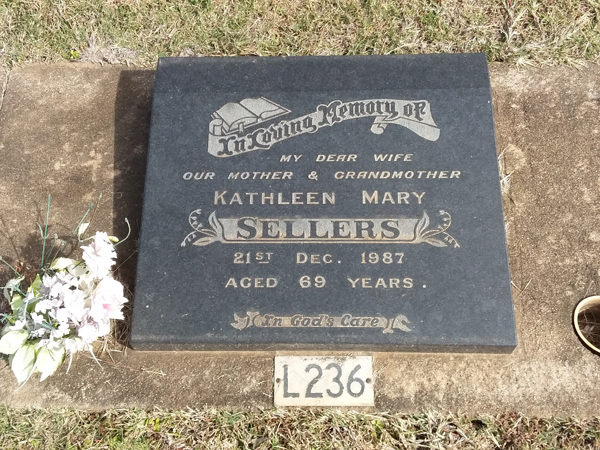 In Loving Memory of
MY DEAR WIFE
OUR MOTHER & GRANDMOTHER
KATHLEEN MARY
SELLERS
21ST DEC. 1987
AGED 69 YEARS.
In God's Care
L236